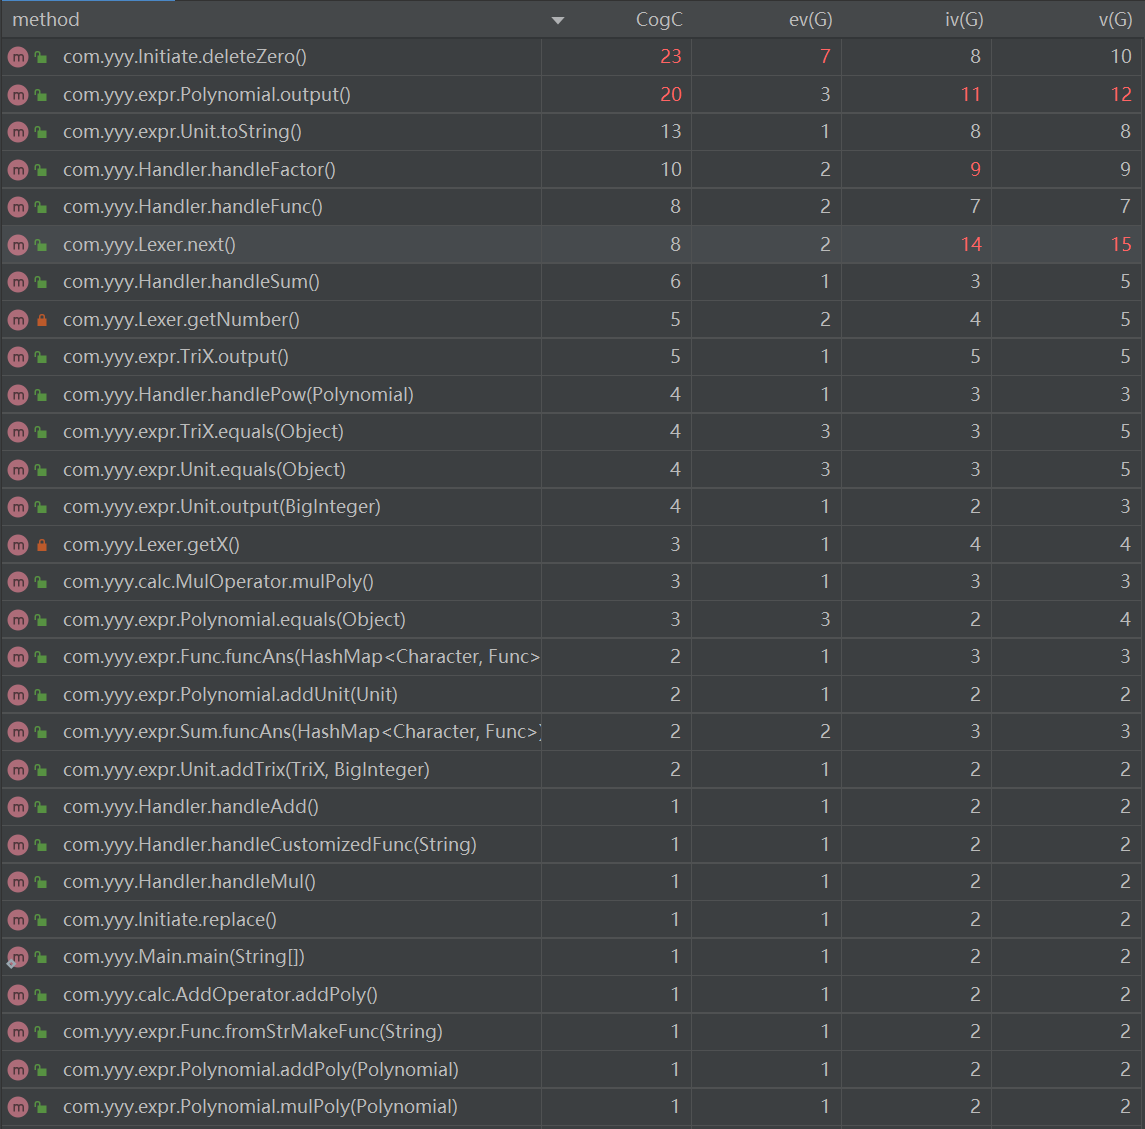 method CogC ev(G) iv(G) v(G)
com.yyy.Initiate.deleteZero() 23 7 8 10
com.yyy.expr.Polynomial.output() 20 3 11 12
com.yyy.expr.Unit.toString() 13 1 8 8
com.yyy.Handler.handleFactor() 10 2 9 9
com.yyy.Handler.handleFunc() 8 2 7 7
com.yyy.Lexer.next() 8 2 14 15
com.yyy.Handler.handleSum() 6 1 3 5
com.yyy.Lexer.getNumber() 5 2 4 5
com.yyy.expr.TriX.output() 5 1 5 5
com.yyy.Handler.handlePow(Polynomial) 4 1 3 3
com.yyy.expr.TriX.equals(Object) 4 3 3 5
com.yyy.expr.Unit.equals(Object) 4 3 3 5
com.yyy.expr.Unit.output(BigInteger) 4 1 2 3
com.yyy.Lexer.getX() 3 1 4 4
com.yyy.calc.MulOperator.mulPoly() 3 1 3 3
com.yyy.expr.Polynomial.equals(Object) 3 3 2 4
com.yyy.expr.Func.funcAns(HashMap<Character, Func> 2 1 3 3
com.yyy.expr.Polynomial.addUnit(Unit) 2 1 2 2
com.yyy.expr.Sum.funcAns(HashMap<Character, Func>) 2 2 3 3
com.yyy.expr.Unit.addTrix(TriX, BigInteger) 2 1 2 2
com.yyy.Handler.handleAdd() 1 1 2 2
com.yyy.Handler.handleCustomizedFunc(String) 1 1 2 2
com.yyy.Handler.handleMul() 1 1 2 2
com.yyy.Initiate.replace() 1 1 2 2
com.yyy.Main.main(String[]) 1 1 2 2
com.yyy.calc.AddOperator.addPoly() 1 1 2 2
com.yyy.expr.Func.fromStrMakeFunc(String) 1 1 2 2
com.yyy.expr.Polynomial.addPoly(Polynomial) 1 1 2 2
com.yyy.expr.Polynomial.mulPoly(Polynomial) 1 1 2 2